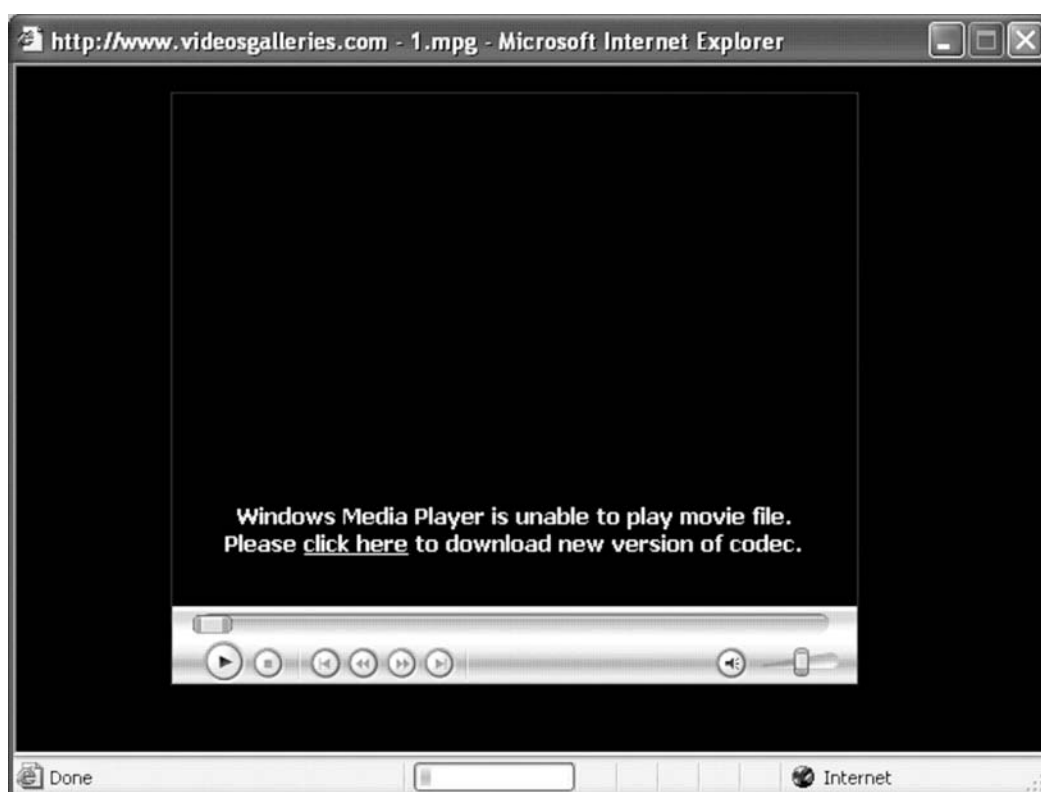 http://www.videosgalleries.com - 1.mpg - Microsoft Internet Explorer
Windows Media Player is unable to play movie file.
Please click here to download new version of codec.
Done
Internet